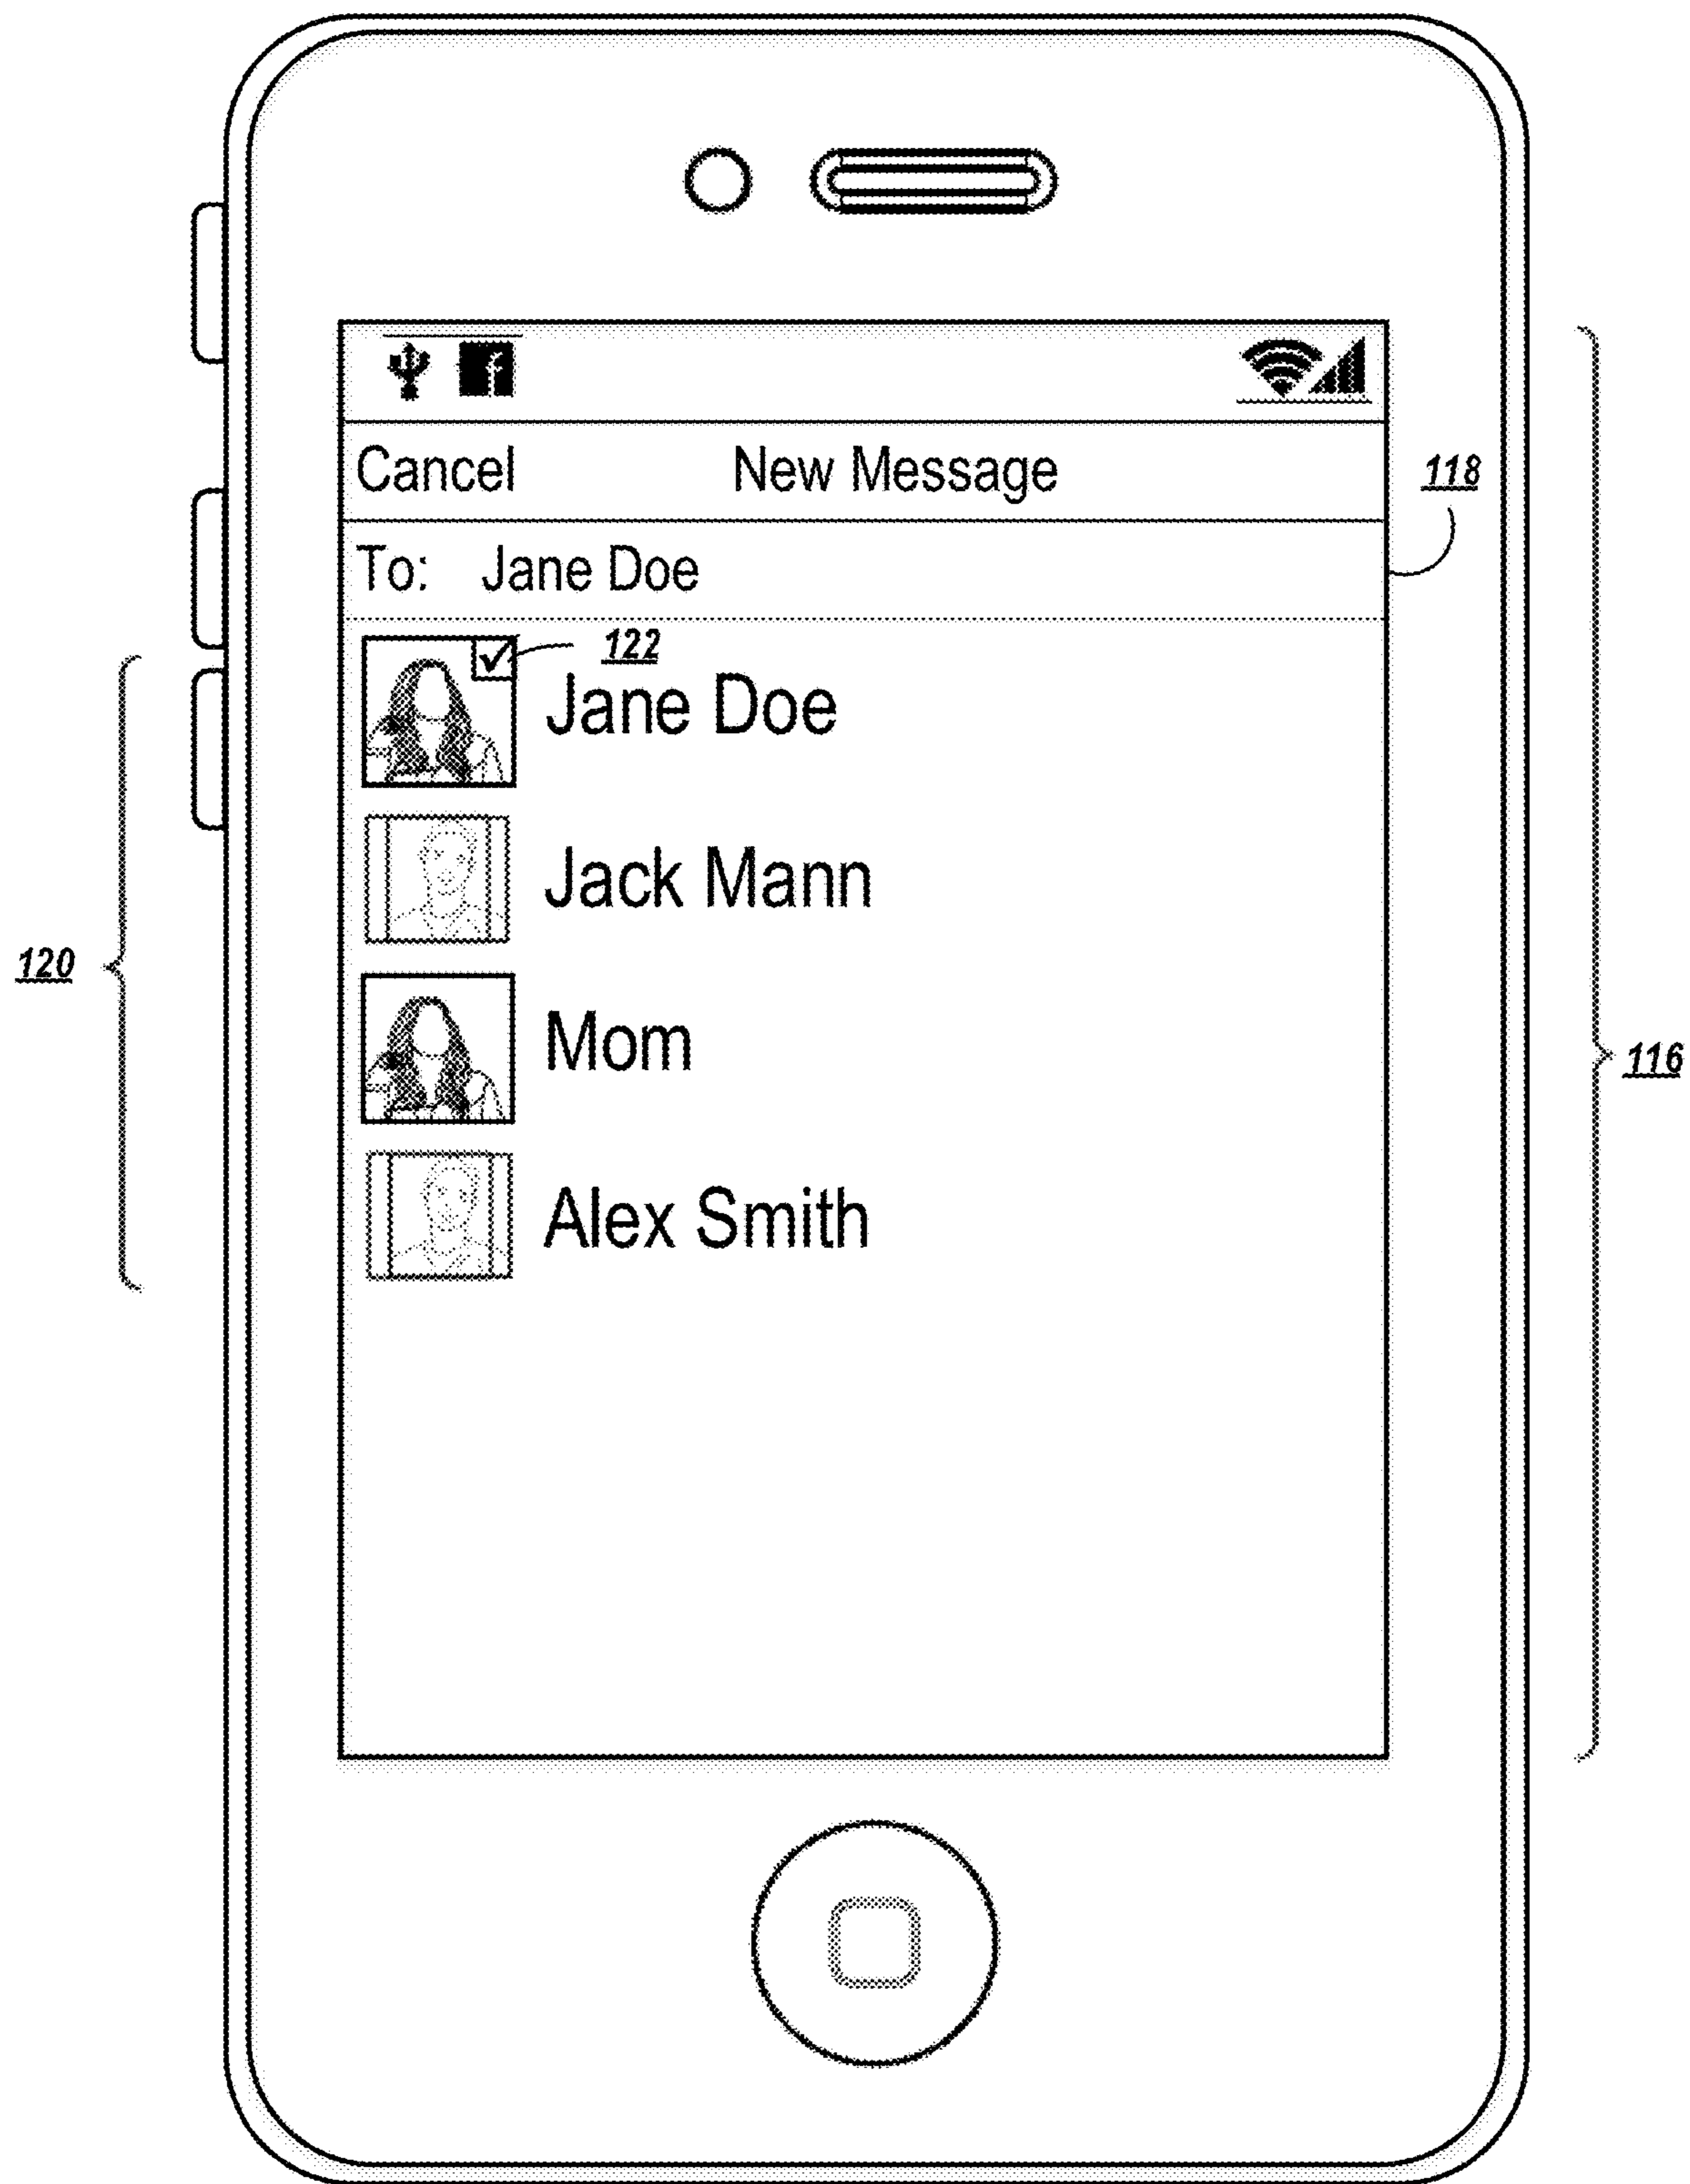 f
Cancel New Message
118
To: Jane Doe
122
Jane Doe
Jack Mann
120
Mom
116
Alex Smith